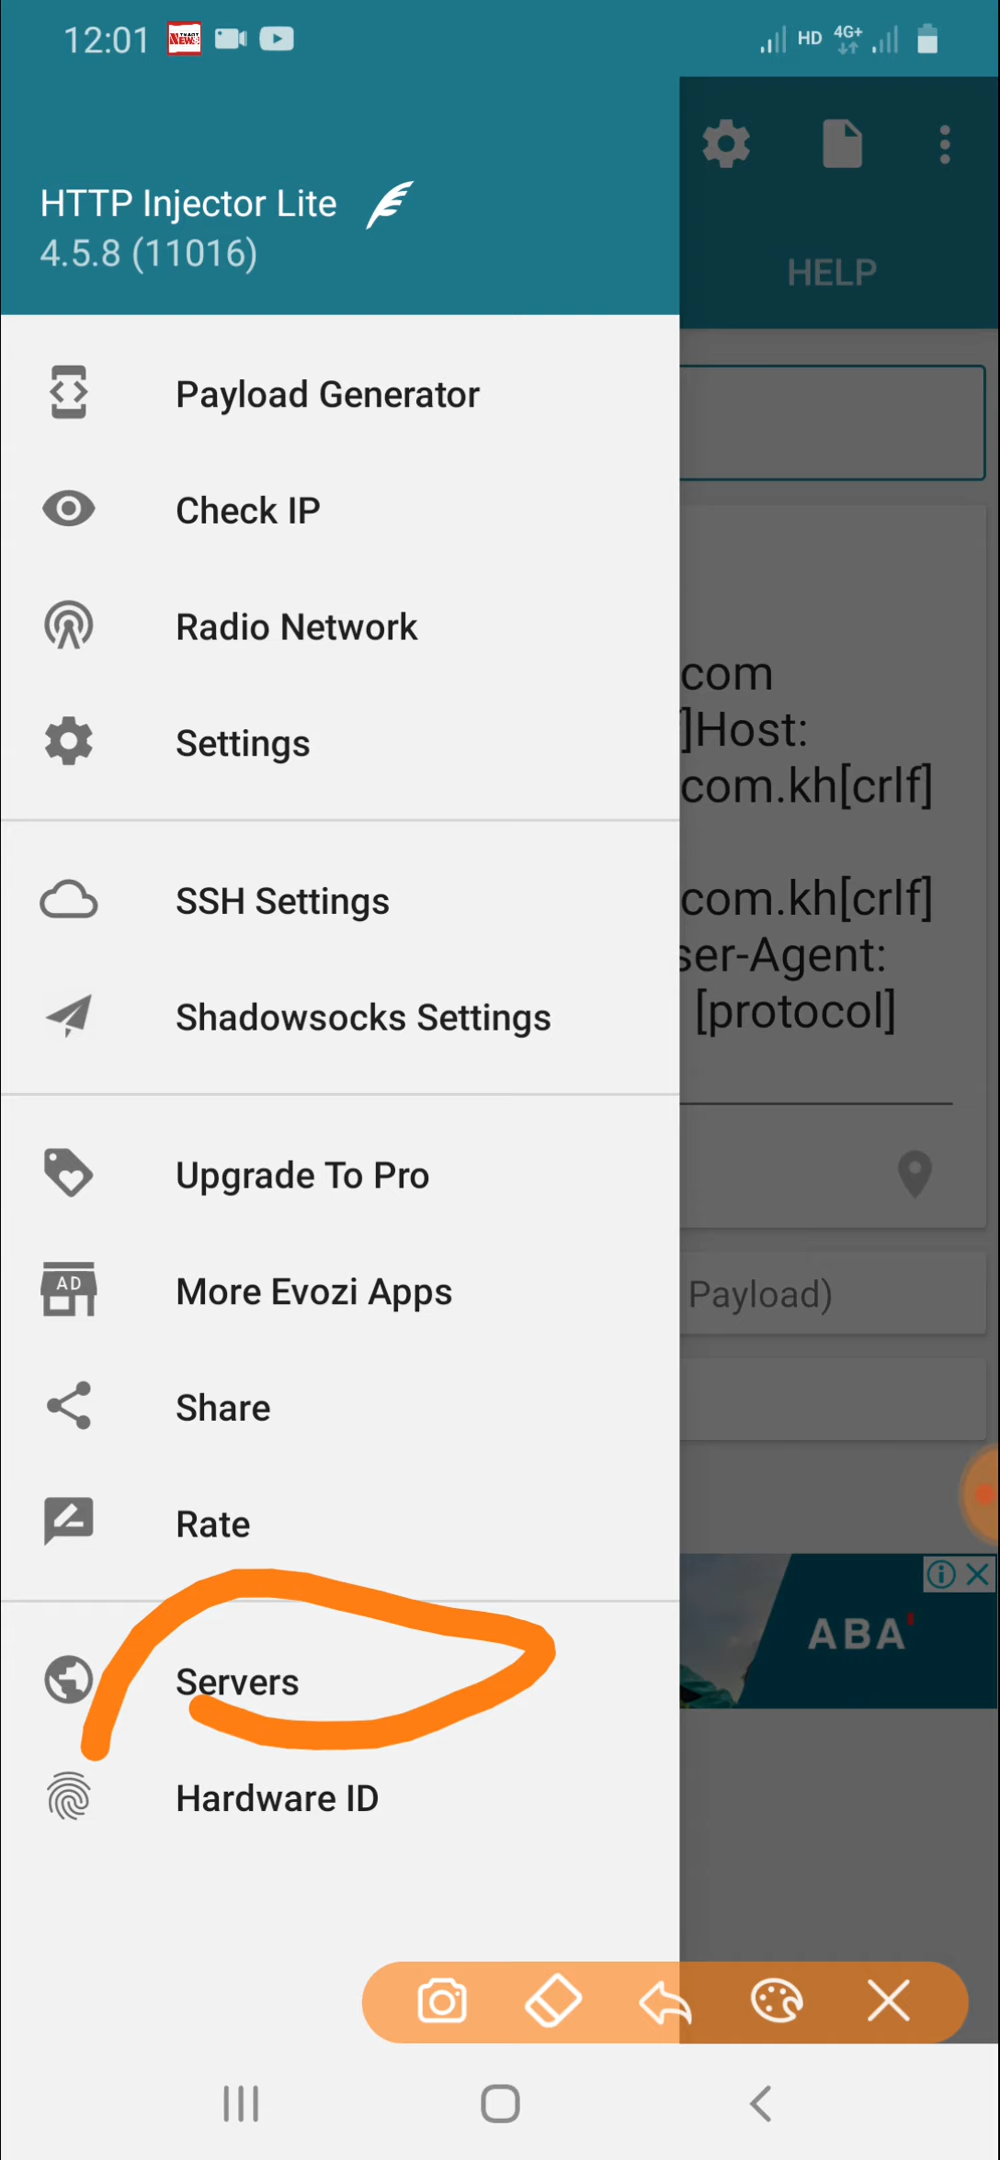 12:01
HD 4G+
HTTP Injector Lite
4.5.8 (11016)
HELP
Payload Generator
Check IP
Radio Network
Settings
com
]Host:
com.kh[crlf]
SSH Settings
com.kh[crlf]
ser-Agent:
Shadowsocks Settings
[protocol]
Upgrade To Pro
AD
More Evozi Apps
Payload)
Share
Rate
ABA'
Servers
Hardware ID